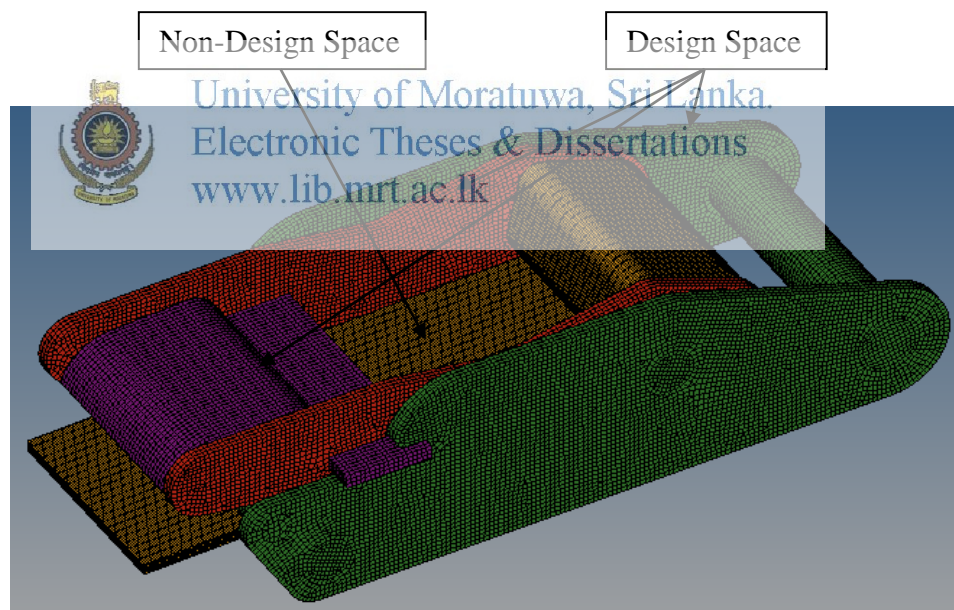 Non-Design Space
Design Space
University of Moratuwa, Sri Lanka.
Electronic Theses & Dissertations
www.lib.mrt.ac.lk